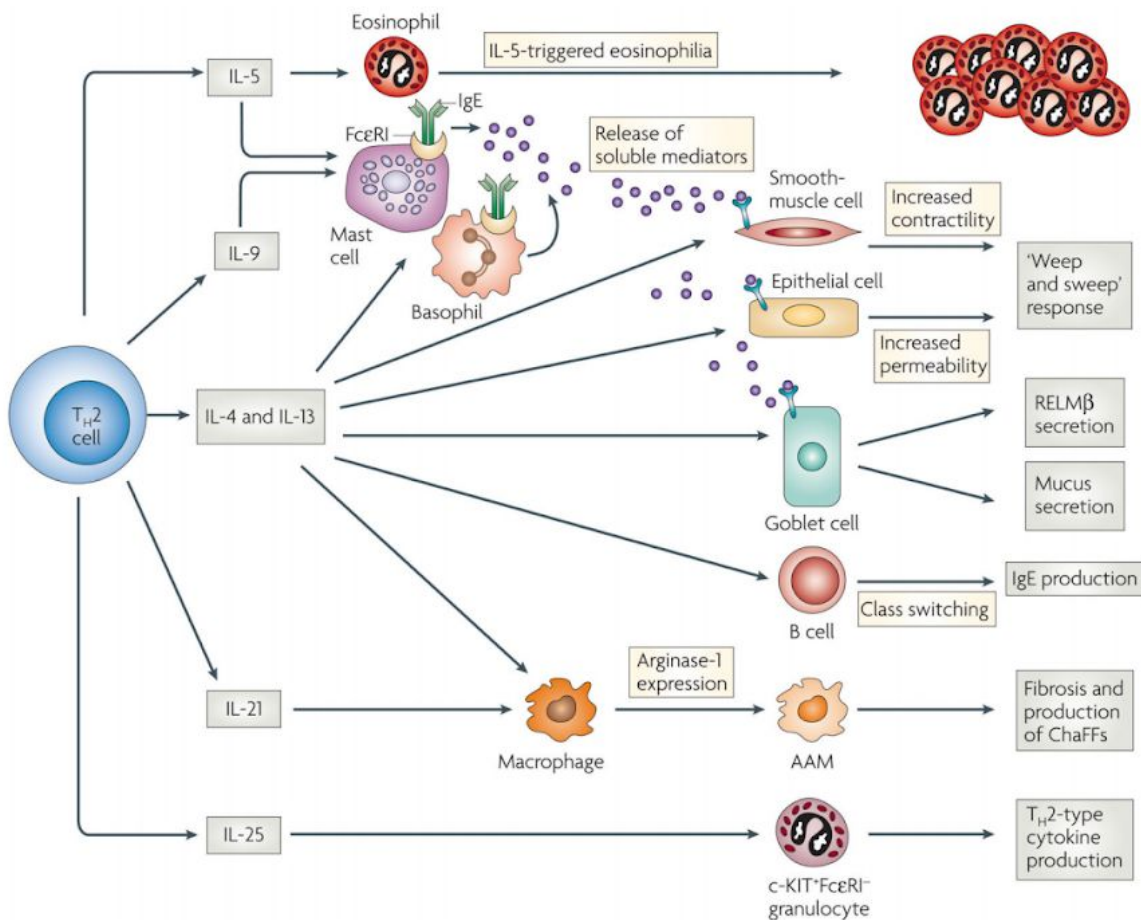 Eosinophil
IL-5-triggered eosinophilia
IL-5
IgE
FcεRI
Release of
soluble mediators
Smooth-
muscle cell
Increased
contractility
Mast
cell
IL-9
Basophil
Epithelial cell
'Weep
and sweep'
response
Increased
permeability
T_H2
cell
IL-4 and IL-13
RELMβ
secretion
Mucus
secretion
Goblet cell
IgE production
Class switching
B cell
Arginase-1
expression
IL-21
Fibrosis and
production
of ChaFFs
Macrophage
AAM
IL-25
T_H2-type
cytokine
production
c-KIT⁺FcεRI⁻
granulocyte